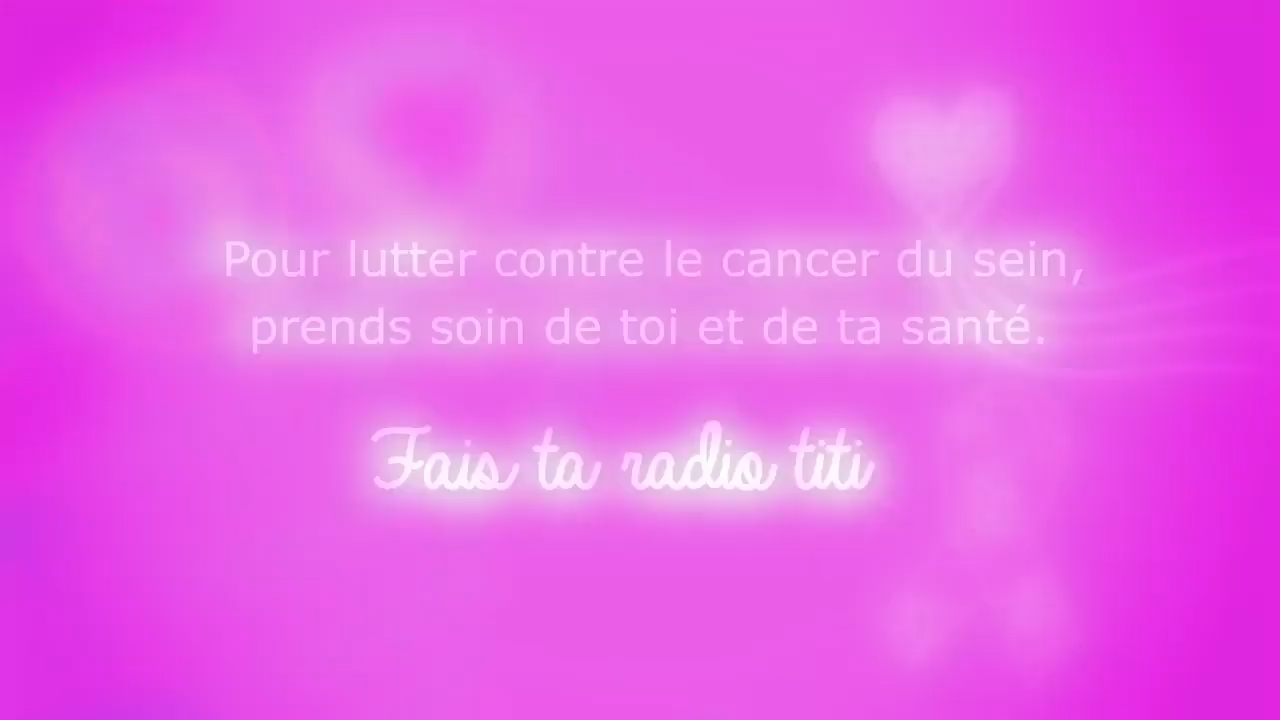 Pour lutter contre le cancer du sein,
prends soin de toi et de ta santé.
Fais ta radio titi